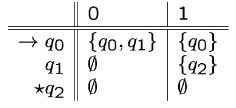 0 1
→ q₀ {q₀, q₁} {q₀}
q₁ ∅ {q₂}
⋆q₂ ∅ ∅